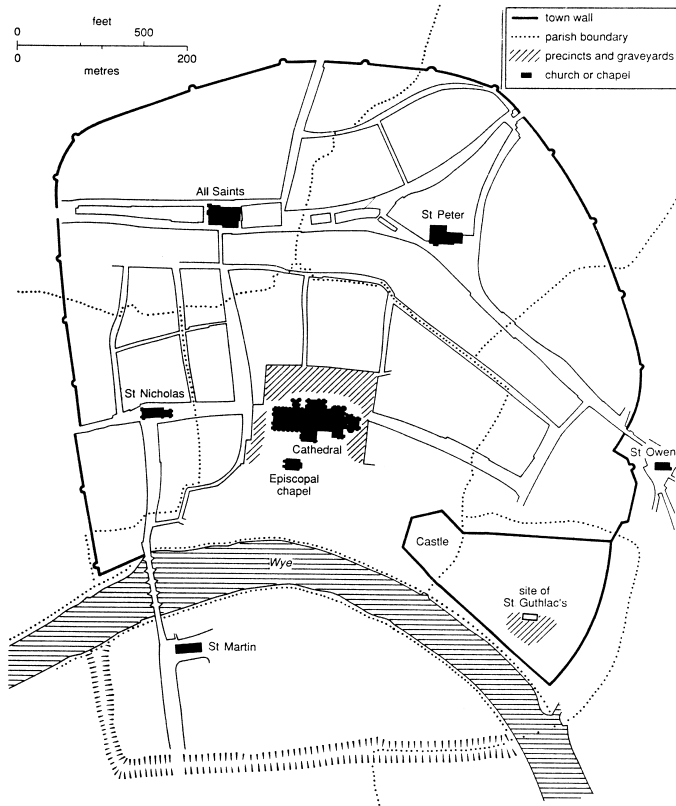 feet
0 500
0 200
metres
town wall
parish boundary
precincts and graveyards
church or chapel
All Saints
St Peter
St Nicholas
Cathedral
Episcopal
chapel
St Owen
Castle
Wye
site of
St Guthlac's
St Martin